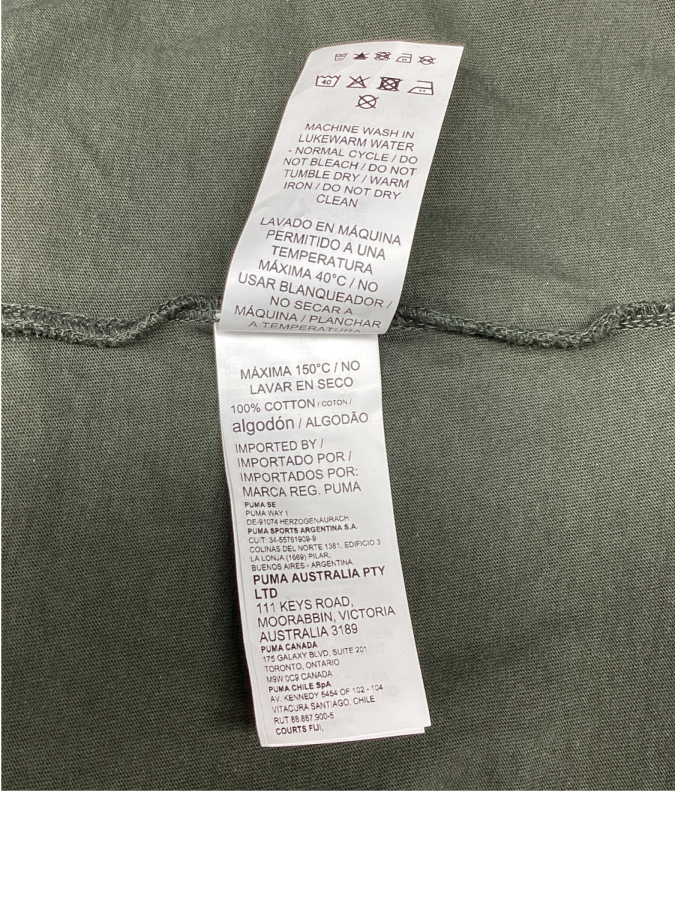 40
MACHINE WASH IN
LUKEWARM WATER
- NORMAL CYCLE / DO
NOT BLEACH / DO NOT
TUMBLE DRY / WARM
IRON / DO NOT DRY
CLEAN
LAVADO EN MÁQUINA
PERMITIDO A UNA
TEMPERATURA
MÁXIMA 40°C / NO
USAR BLANQUEADOR /
NO SECAR A
MÁQUINA / PLANCHAR
A TEMPERATURA
MÁXIMA 150°C / NO
LAVAR EN SECO
100% COTTON / COTON /
algodón / ALGODÃO
IMPORTED BY /
IMPORTADO POR /
IMPORTADOS POR:
MARCA REG. PUMA
PUMA SE
PUMA WAY 1
DE-91074 HERZOGENAURACH
PUMA SPORTS ARGENTINA S.A.
CUIT: 34-55761909-9
COLINAS DEL NORTE 1381, EDIFICIO 3
LA LONJA (1669) PILAR,
BUENOS AIRES - ARGENTINA
PUMA AUSTRALIA PTY
LTD
111 KEYS ROAD,
MOORABBIN, VICTORIA
AUSTRALIA 3189
PUMA CANADA
175 GALAXY BLVD, SUITE 201
TORONTO, ONTARIO
M9W 0C9 CANADA
PUMA CHILE SpA
AV. KENNEDY 5454 OF 102 - 104
VITACURA SANTIAGO, CHILE
RUT 88.887.900-5
COURTS FIJI,